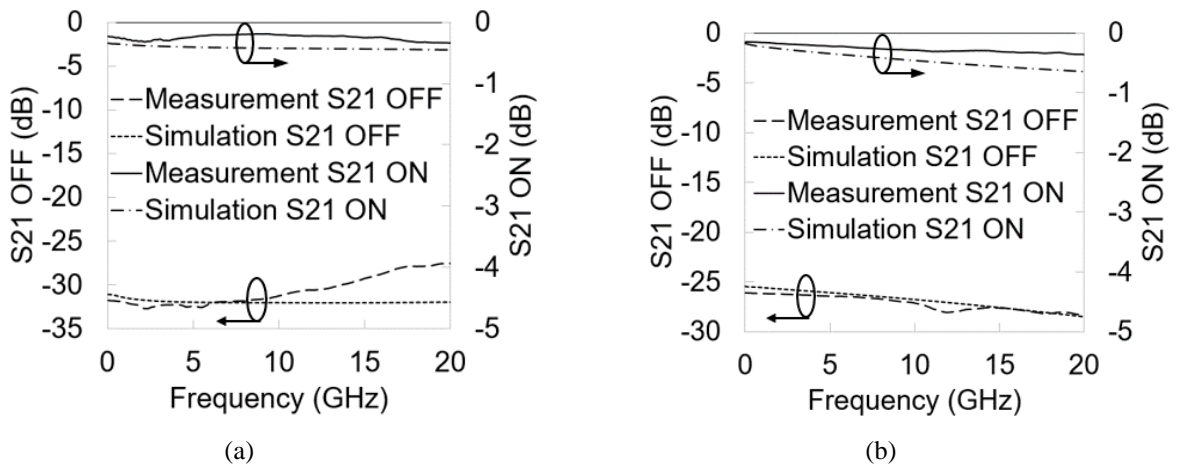 0
-5
-10
-15
-20
-25
-30
-35
S21 OFF (dB)
0
-1
-2
-3
-4
-5
S21 ON (dB)
Measurement S21 OFF
Simulation S21 OFF
Measurement S21 ON
Simulation S21 ON
0 5 10 15 20
Frequency (GHz)
(a)
0
-5
-10
-15
-20
-25
-30
S21 OFF (dB)
0
-1
-2
-3
-4
-5
S21 ON (dB)
Measurement S21 OFF
Simulation S21 OFF
Measurement S21 ON
Simulation S21 ON
0 5 10 15 20
Frequency (GHz)
(b)